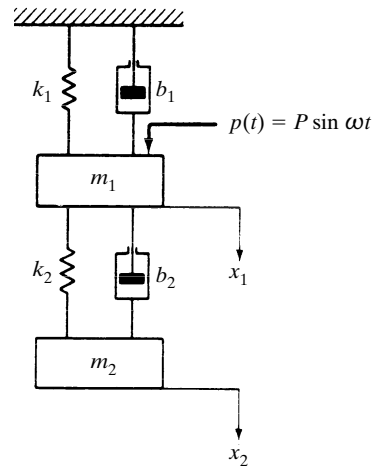 k₁
b₁
p(t) = P sin ωt
m₁
k₂
b₂
x₁
m₂
x₂